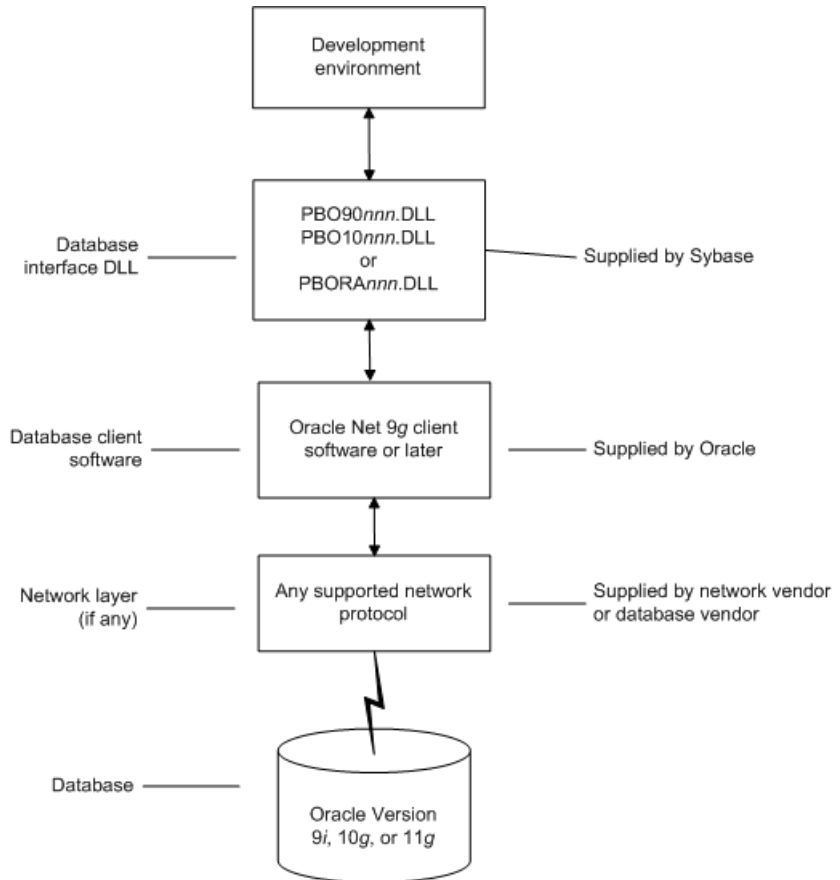 Development
environment
PBO90nnn.DLL
PBO10nnn.DLL
or
PBORAnnn.DLL
Database
interface DLL
Supplied by Sybase
Oracle Net 9g client
software or later
Database client
software
Supplied by Oracle
Any supported network
protocol
Network layer
(if any)
Supplied by network vendor
or database vendor
Database
Oracle Version
9i, 10g, or 11g